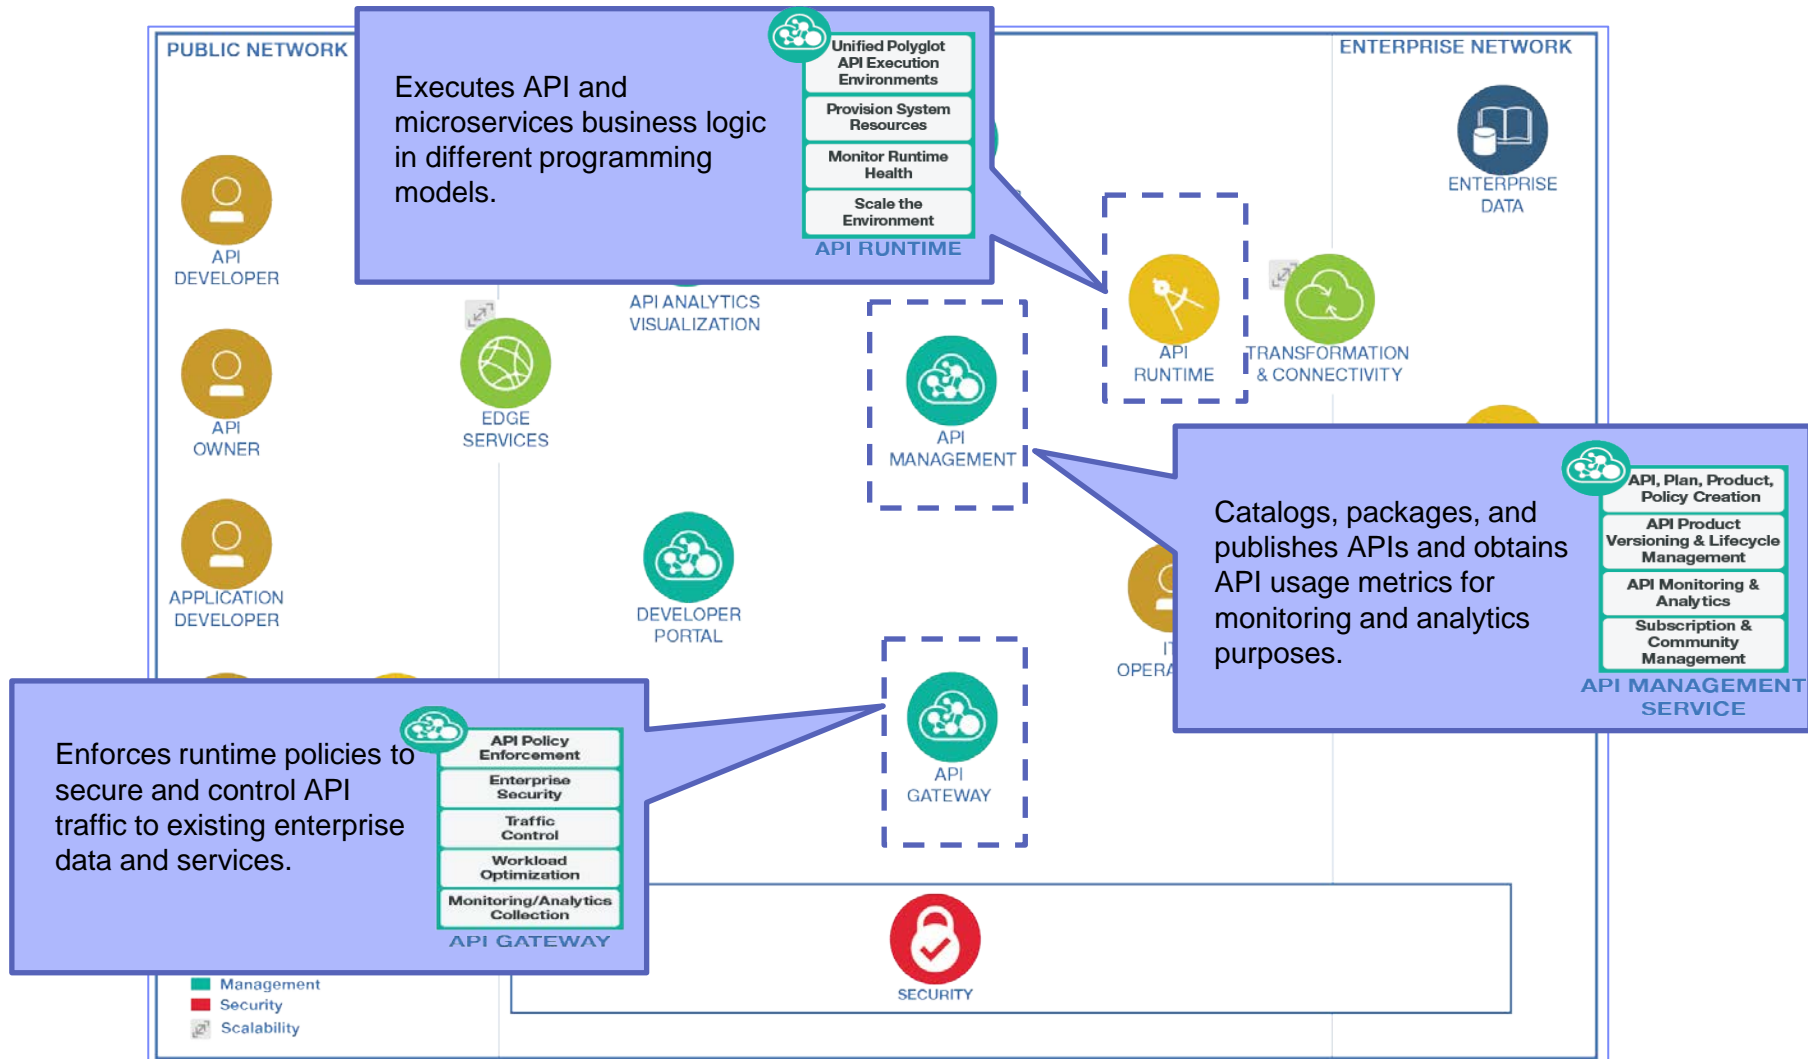 PUBLIC NETWORK
ENTERPRISE NETWORK
Executes API and
microservices business logic
in different programming
models.
Unified Polyglot
API Execution
Environments
Provision System
Resources
Monitor Runtime
Health
Scale the
Environment
API RUNTIME
ENTERPRISE
DATA
API
DEVELOPER
API ANALYTICS
VISUALIZATION
API
RUNTIME
TRANSFORMATION
& CONNECTIVITY
API
OWNER
EDGE
SERVICES
API
MANAGEMENT
Catalogs, packages, and
publishes APIs and obtains
API usage metrics for
monitoring and analytics
purposes.
API, Plan, Product,
Policy Creation
API Product
Versioning & Lifecycle
Management
API Monitoring &
Analytics
Subscription &
Community
Management
API MANAGEMENT
SERVICE
APPLICATION
DEVELOPER
DEVELOPER
PORTAL
API
GATEWAY
Enforces runtime policies to
secure and control API
traffic to existing enterprise
data and services.
API Policy
Enforcement
Enterprise
Security
Traffic
Control
Workload
Optimization
Monitoring/Analytics
Collection
API GATEWAY
SECURITY
Management
Security
Scalability